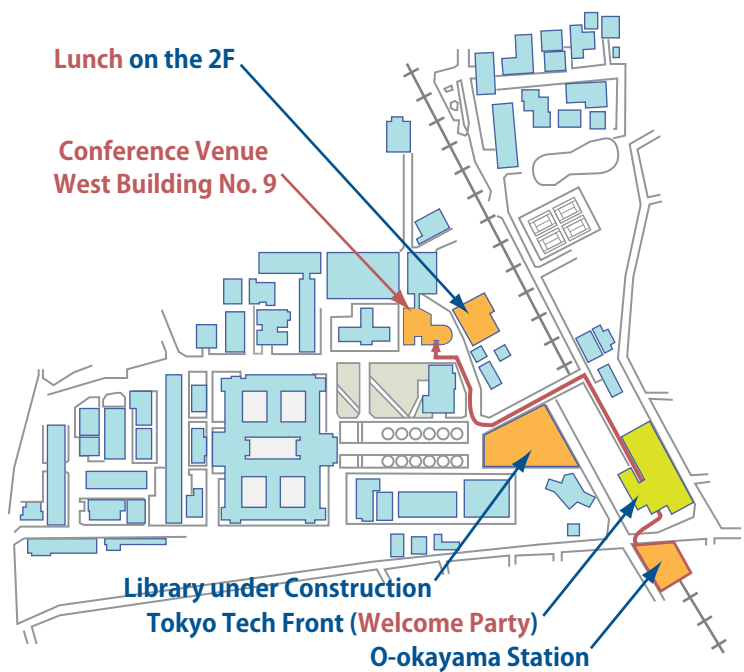 Lunch on the 2F
Conference Venue
West Building No. 9
Library under Construction
Tokyo Tech Front (Welcome Party)
O-okayama Station